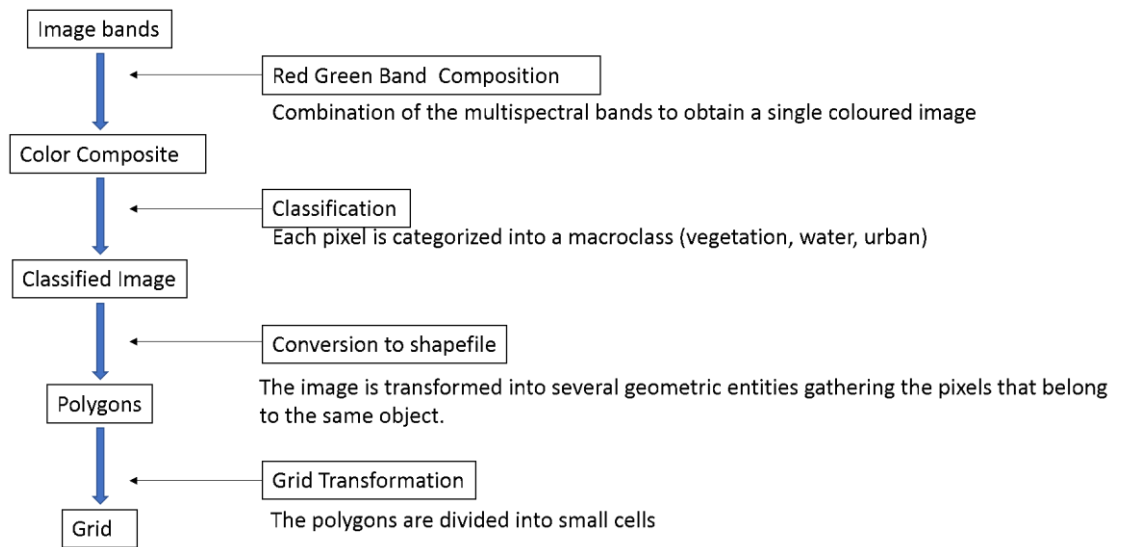 Image bands
Red Green Band  Composition
Combination of the multispectral bands to obtain a single coloured image
Color Composite
Classification
Each pixel is categorized into a macroclass (vegetation, water, urban)
Classified Image
Conversion to shapefile
The image is transformed into several geometric entities gathering the pixels that belong
to the same object.
Polygons
Grid Transformation
The polygons are divided into small cells
Grid